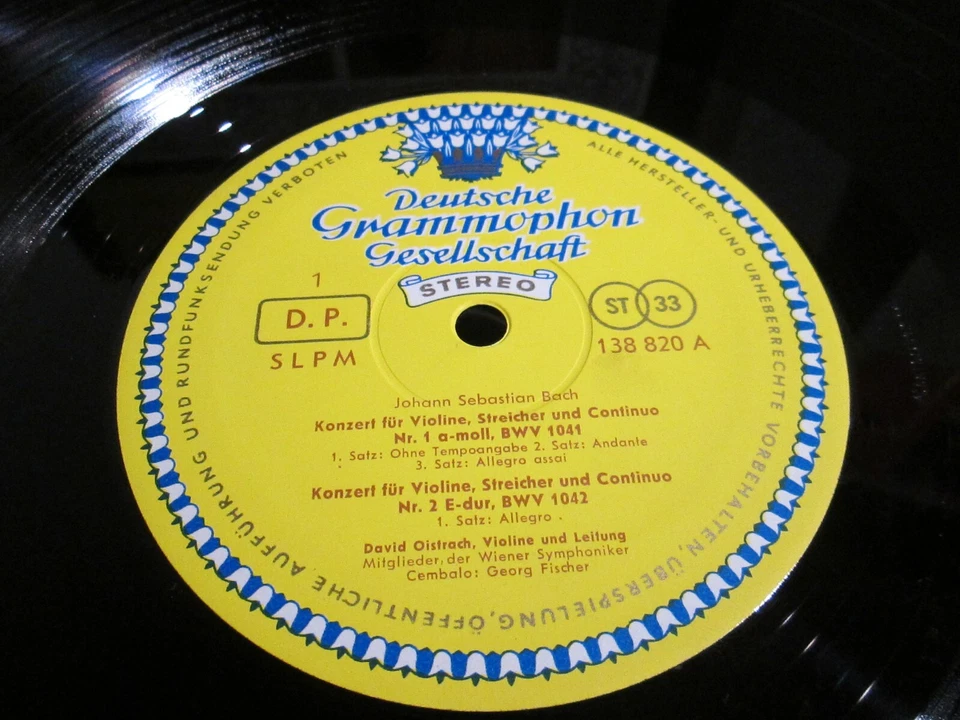 Deutsche
Grammophon
Gesellschaft
STEREO
1
D. P.
SLPM
ST 33
138 820 A
Johann Sebastian Bach
Konzert für Violine, Streicher und Continuo
Nr. 1 a-moll, BWV 1041
1. Satz: Ohne Tempoangabe 2. Satz: Andante
3. Satz: Allegro assai
Konzert für Violine, Streicher und Continuo
Nr. 2 E-dur, BWV 1042
1. Satz: Allegro
David Oistrach, Violine und Leitung
Mitglieder der Wiener Symphoniker
Cembalo: Georg Fischer
ALLE HERSTELLER- UND URHEBERRECHTE VORBEHALTEN, ÜBERSPIELUNG, ÖFFENTLICHE AUFFÜHRUNG UND RUNDFUNKSENDUNG VERBOTEN